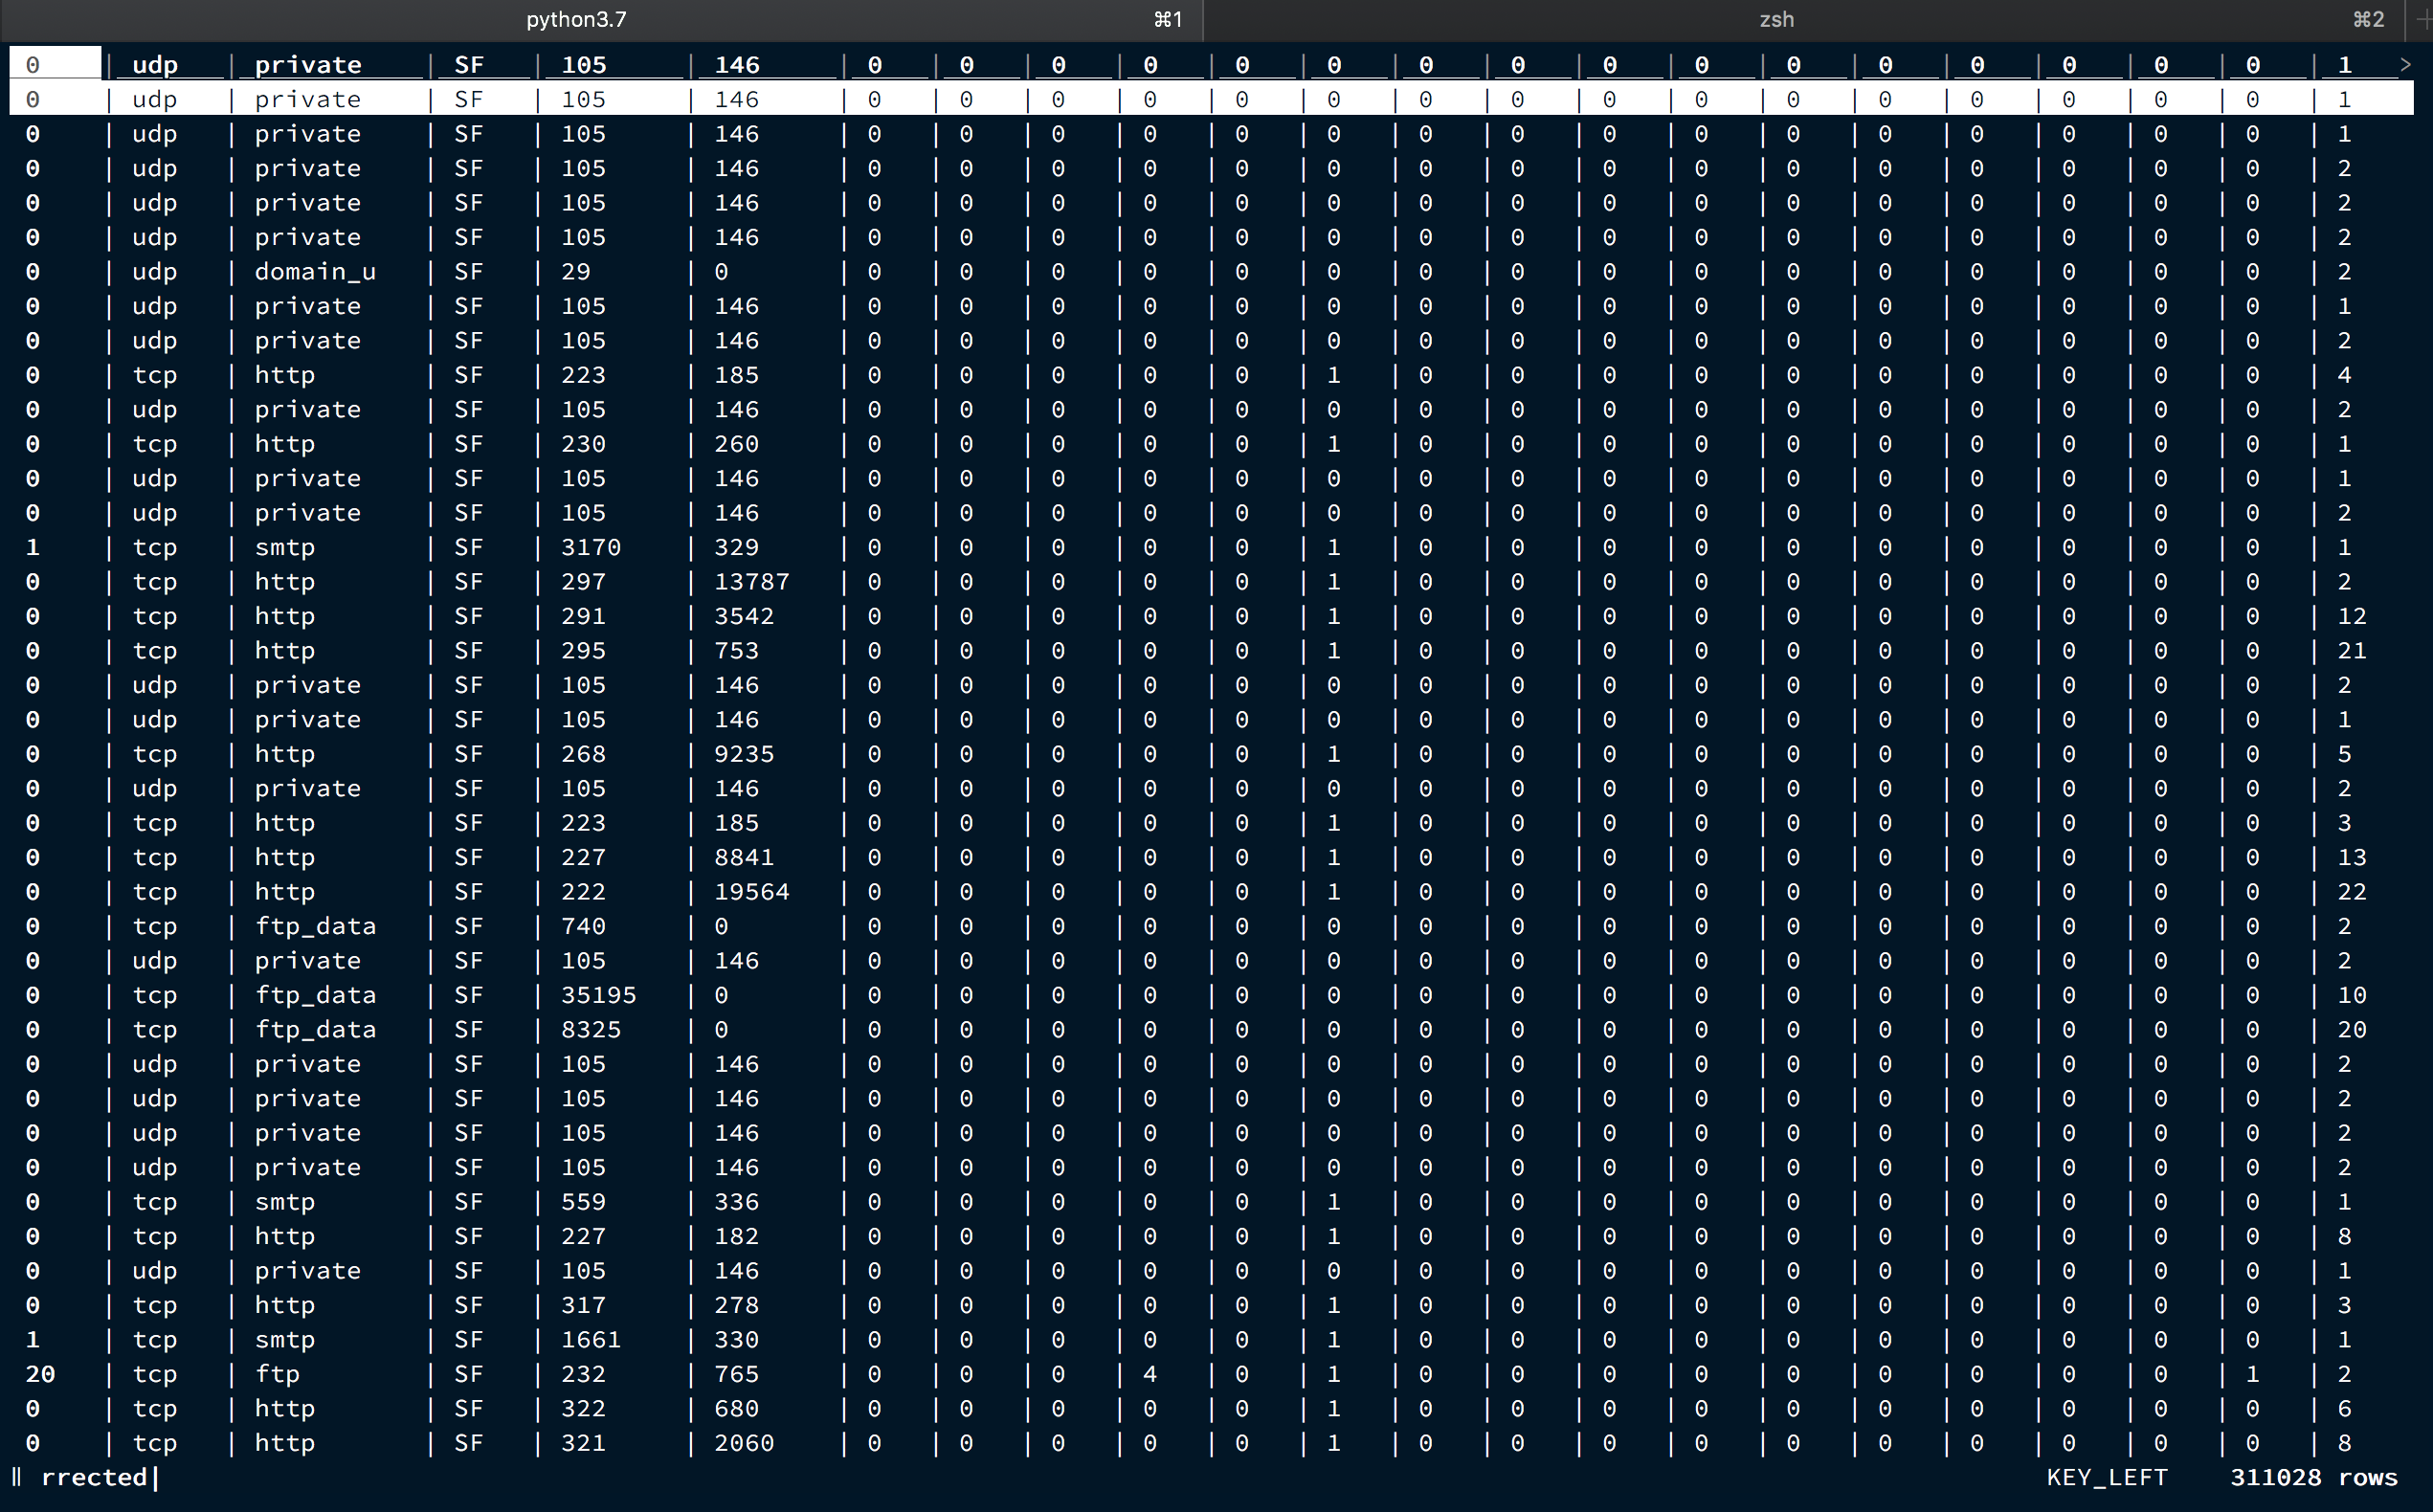 python3.7 ⌘1 zsh ⌘2 +
0 | udp | private | SF | 105 | 146 | 0 | 0 | 0 | 0 | 0 | 0 | 0 | 0 | 0 | 0 | 0 | 0 | 0 | 0 | 0 | 0 | 1 >
0 | udp | private | SF | 105 | 146 | 0 | 0 | 0 | 0 | 0 | 0 | 0 | 0 | 0 | 0 | 0 | 0 | 0 | 0 | 0 | 0 | 1
0 | udp | private | SF | 105 | 146 | 0 | 0 | 0 | 0 | 0 | 0 | 0 | 0 | 0 | 0 | 0 | 0 | 0 | 0 | 0 | 0 | 1
0 | udp | private | SF | 105 | 146 | 0 | 0 | 0 | 0 | 0 | 0 | 0 | 0 | 0 | 0 | 0 | 0 | 0 | 0 | 0 | 0 | 2
0 | udp | private | SF | 105 | 146 | 0 | 0 | 0 | 0 | 0 | 0 | 0 | 0 | 0 | 0 | 0 | 0 | 0 | 0 | 0 | 0 | 2
0 | udp | private | SF | 105 | 146 | 0 | 0 | 0 | 0 | 0 | 0 | 0 | 0 | 0 | 0 | 0 | 0 | 0 | 0 | 0 | 0 | 2
0 | udp | domain_u | SF | 29 | 0 | 0 | 0 | 0 | 0 | 0 | 0 | 0 | 0 | 0 | 0 | 0 | 0 | 0 | 0 | 0 | 0 | 2
0 | udp | private | SF | 105 | 146 | 0 | 0 | 0 | 0 | 0 | 0 | 0 | 0 | 0 | 0 | 0 | 0 | 0 | 0 | 0 | 0 | 1
0 | udp | private | SF | 105 | 146 | 0 | 0 | 0 | 0 | 0 | 0 | 0 | 0 | 0 | 0 | 0 | 0 | 0 | 0 | 0 | 0 | 2
0 | tcp | http | SF | 223 | 185 | 0 | 0 | 0 | 0 | 0 | 1 | 0 | 0 | 0 | 0 | 0 | 0 | 0 | 0 | 0 | 0 | 4
0 | udp | private | SF | 105 | 146 | 0 | 0 | 0 | 0 | 0 | 0 | 0 | 0 | 0 | 0 | 0 | 0 | 0 | 0 | 0 | 0 | 2
0 | tcp | http | SF | 230 | 260 | 0 | 0 | 0 | 0 | 0 | 1 | 0 | 0 | 0 | 0 | 0 | 0 | 0 | 0 | 0 | 0 | 1
0 | udp | private | SF | 105 | 146 | 0 | 0 | 0 | 0 | 0 | 0 | 0 | 0 | 0 | 0 | 0 | 0 | 0 | 0 | 0 | 0 | 1
0 | udp | private | SF | 105 | 146 | 0 | 0 | 0 | 0 | 0 | 0 | 0 | 0 | 0 | 0 | 0 | 0 | 0 | 0 | 0 | 0 | 2
1 | tcp | smtp | SF | 3170 | 329 | 0 | 0 | 0 | 0 | 0 | 1 | 0 | 0 | 0 | 0 | 0 | 0 | 0 | 0 | 0 | 0 | 1
0 | tcp | http | SF | 297 | 13787 | 0 | 0 | 0 | 0 | 0 | 1 | 0 | 0 | 0 | 0 | 0 | 0 | 0 | 0 | 0 | 0 | 2
0 | tcp | http | SF | 291 | 3542 | 0 | 0 | 0 | 0 | 0 | 1 | 0 | 0 | 0 | 0 | 0 | 0 | 0 | 0 | 0 | 0 | 12
0 | tcp | http | SF | 295 | 753 | 0 | 0 | 0 | 0 | 0 | 1 | 0 | 0 | 0 | 0 | 0 | 0 | 0 | 0 | 0 | 0 | 21
0 | udp | private | SF | 105 | 146 | 0 | 0 | 0 | 0 | 0 | 0 | 0 | 0 | 0 | 0 | 0 | 0 | 0 | 0 | 0 | 0 | 2
0 | udp | private | SF | 105 | 146 | 0 | 0 | 0 | 0 | 0 | 0 | 0 | 0 | 0 | 0 | 0 | 0 | 0 | 0 | 0 | 0 | 1
0 | tcp | http | SF | 268 | 9235 | 0 | 0 | 0 | 0 | 0 | 1 | 0 | 0 | 0 | 0 | 0 | 0 | 0 | 0 | 0 | 0 | 5
0 | udp | private | SF | 105 | 146 | 0 | 0 | 0 | 0 | 0 | 0 | 0 | 0 | 0 | 0 | 0 | 0 | 0 | 0 | 0 | 0 | 2
0 | tcp | http | SF | 223 | 185 | 0 | 0 | 0 | 0 | 0 | 1 | 0 | 0 | 0 | 0 | 0 | 0 | 0 | 0 | 0 | 0 | 3
0 | tcp | http | SF | 227 | 8841 | 0 | 0 | 0 | 0 | 0 | 1 | 0 | 0 | 0 | 0 | 0 | 0 | 0 | 0 | 0 | 0 | 13
0 | tcp | http | SF | 222 | 19564 | 0 | 0 | 0 | 0 | 0 | 1 | 0 | 0 | 0 | 0 | 0 | 0 | 0 | 0 | 0 | 0 | 22
0 | tcp | ftp_data | SF | 740 | 0 | 0 | 0 | 0 | 0 | 0 | 0 | 0 | 0 | 0 | 0 | 0 | 0 | 0 | 0 | 0 | 0 | 2
0 | udp | private | SF | 105 | 146 | 0 | 0 | 0 | 0 | 0 | 0 | 0 | 0 | 0 | 0 | 0 | 0 | 0 | 0 | 0 | 0 | 2
0 | tcp | ftp_data | SF | 35195 | 0 | 0 | 0 | 0 | 0 | 0 | 0 | 0 | 0 | 0 | 0 | 0 | 0 | 0 | 0 | 0 | 0 | 10
0 | tcp | ftp_data | SF | 8325 | 0 | 0 | 0 | 0 | 0 | 0 | 0 | 0 | 0 | 0 | 0 | 0 | 0 | 0 | 0 | 0 | 0 | 20
0 | udp | private | SF | 105 | 146 | 0 | 0 | 0 | 0 | 0 | 0 | 0 | 0 | 0 | 0 | 0 | 0 | 0 | 0 | 0 | 0 | 2
0 | udp | private | SF | 105 | 146 | 0 | 0 | 0 | 0 | 0 | 0 | 0 | 0 | 0 | 0 | 0 | 0 | 0 | 0 | 0 | 0 | 2
0 | udp | private | SF | 105 | 146 | 0 | 0 | 0 | 0 | 0 | 0 | 0 | 0 | 0 | 0 | 0 | 0 | 0 | 0 | 0 | 0 | 2
0 | udp | private | SF | 105 | 146 | 0 | 0 | 0 | 0 | 0 | 0 | 0 | 0 | 0 | 0 | 0 | 0 | 0 | 0 | 0 | 0 | 2
0 | tcp | smtp | SF | 559 | 336 | 0 | 0 | 0 | 0 | 0 | 1 | 0 | 0 | 0 | 0 | 0 | 0 | 0 | 0 | 0 | 0 | 1
0 | tcp | http | SF | 227 | 182 | 0 | 0 | 0 | 0 | 0 | 1 | 0 | 0 | 0 | 0 | 0 | 0 | 0 | 0 | 0 | 0 | 8
0 | udp | private | SF | 105 | 146 | 0 | 0 | 0 | 0 | 0 | 0 | 0 | 0 | 0 | 0 | 0 | 0 | 0 | 0 | 0 | 0 | 1
0 | tcp | http | SF | 317 | 278 | 0 | 0 | 0 | 0 | 0 | 1 | 0 | 0 | 0 | 0 | 0 | 0 | 0 | 0 | 0 | 0 | 3
1 | tcp | smtp | SF | 1661 | 330 | 0 | 0 | 0 | 0 | 0 | 1 | 0 | 0 | 0 | 0 | 0 | 0 | 0 | 0 | 0 | 0 | 1
20 | tcp | ftp | SF | 232 | 765 | 0 | 0 | 0 | 4 | 0 | 1 | 0 | 0 | 0 | 0 | 0 | 0 | 0 | 0 | 0 | 1 | 2
0 | tcp | http | SF | 322 | 680 | 0 | 0 | 0 | 0 | 0 | 1 | 0 | 0 | 0 | 0 | 0 | 0 | 0 | 0 | 0 | 0 | 6
0 | tcp | http | SF | 321 | 2060 | 0 | 0 | 0 | 0 | 0 | 1 | 0 | 0 | 0 | 0 | 0 | 0 | 0 | 0 | 0 | 0 | 8
‖ rrected| KEY_LEFT 311028 rows